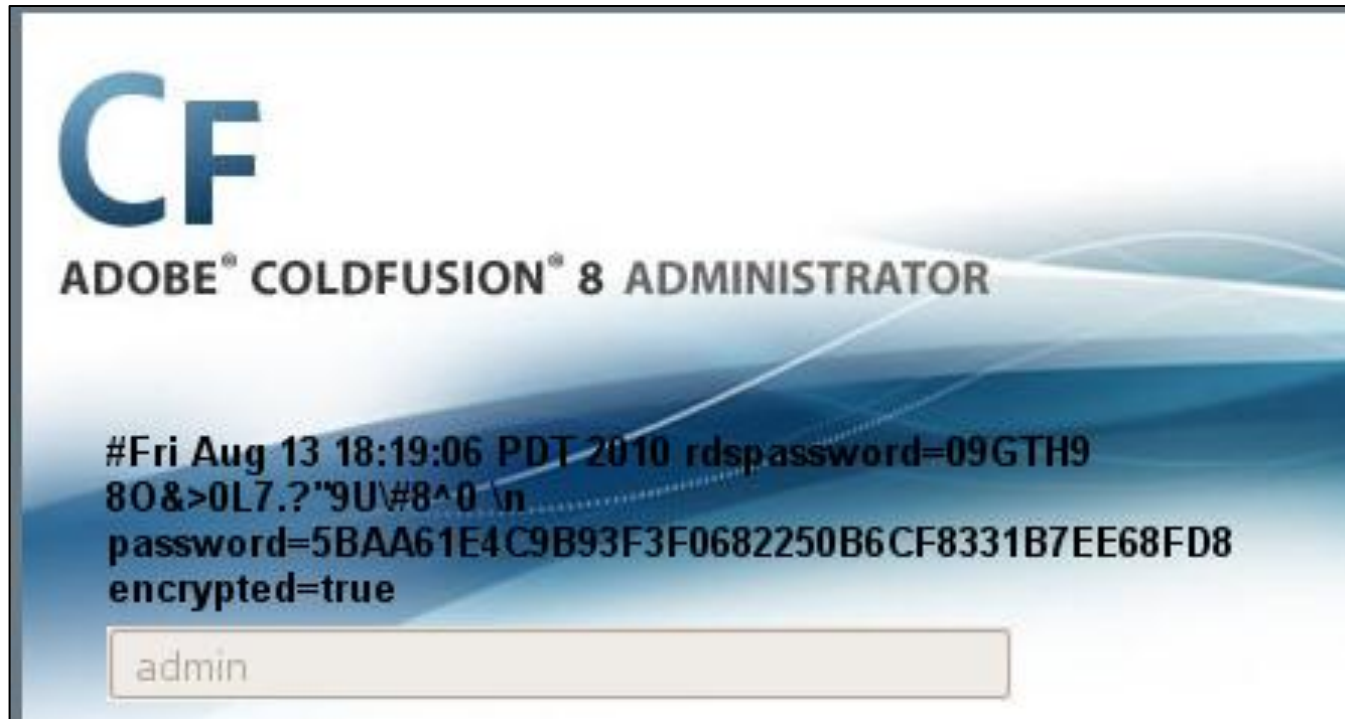 CF
ADOBE® COLDFUSION® 8 ADMINISTRATOR
#Fri Aug 13 18:19:06 PDT 2010 rdspassword=09GTH9
8O&>0L7.?"9U\#8^0 \n
password=5BAA61E4C9B93F3F0682250B6CF8331B7EE68FD8
encrypted=true
admin